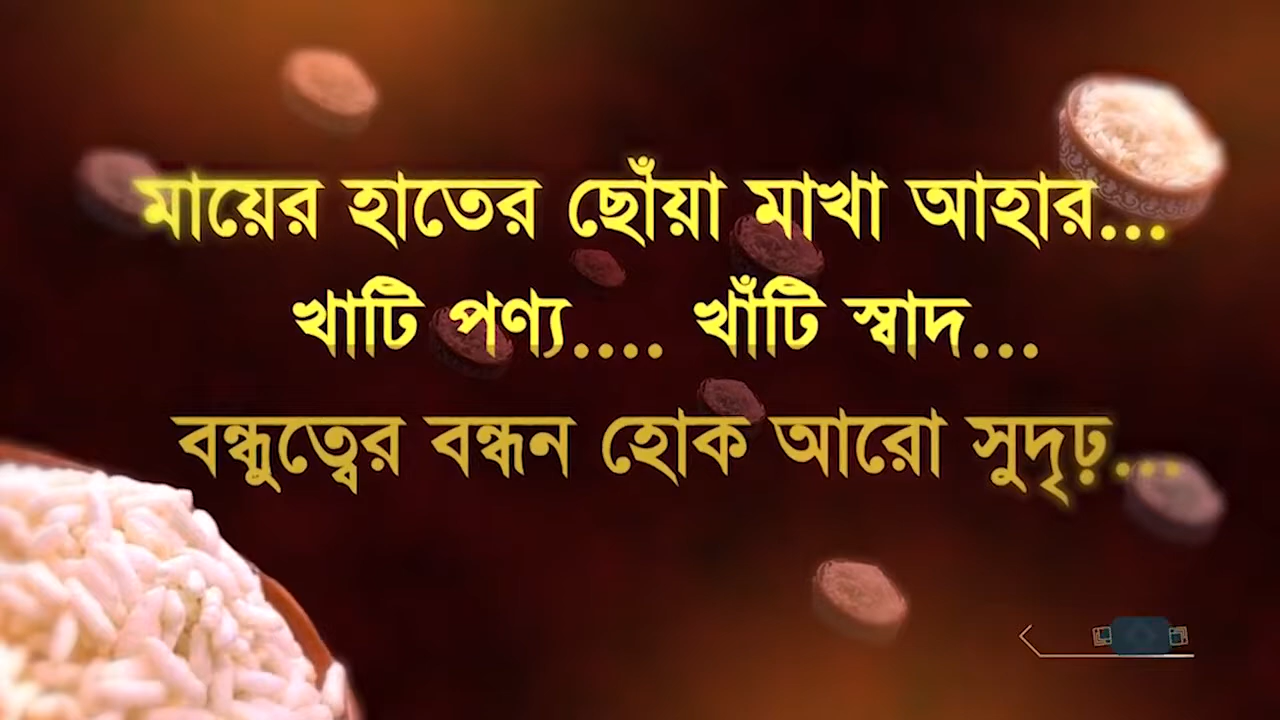 মায়ের হাতের ছোঁয়া মাখা আহার...
খাটি পণ্য.... খাঁটি স্বাদ...
বন্ধুত্বের বন্ধন হোক আরো সুদৃঢ়...